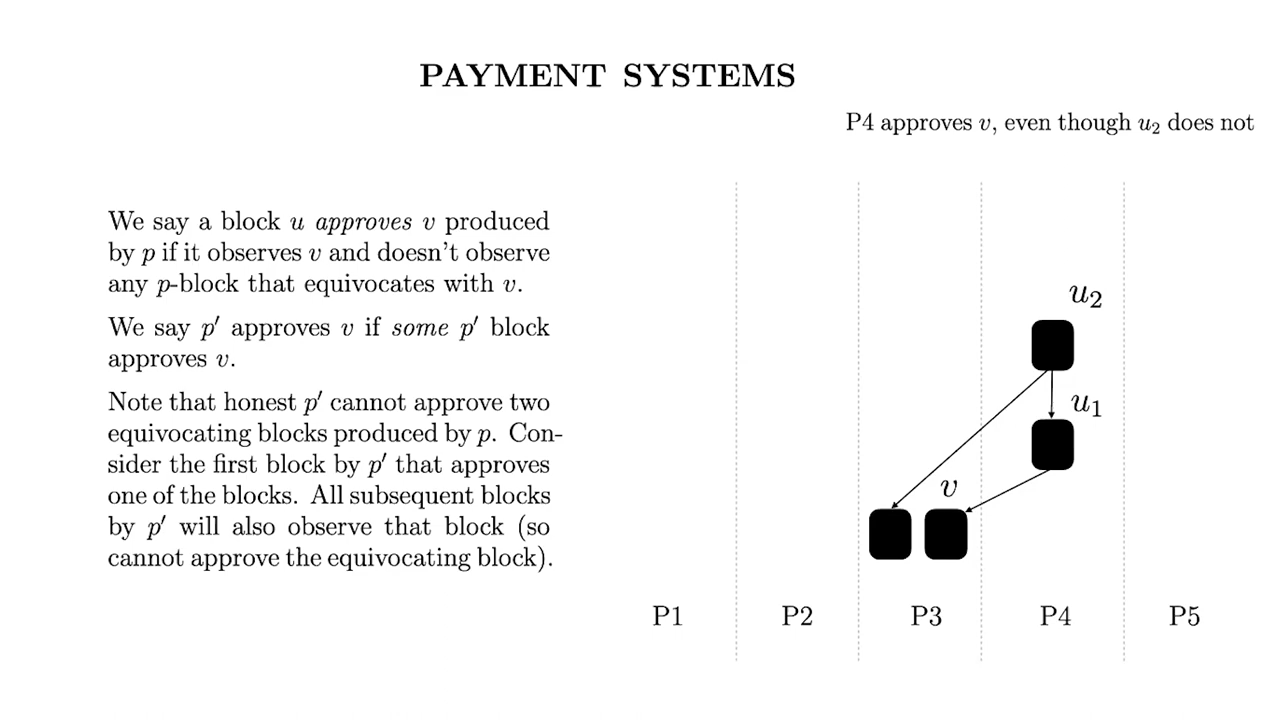 PAYMENT SYSTEMS
P4 approves v, even though u₂ does not
We say a block u approves v produced
by p if it observes v and doesn't observe
any p-block that equivocates with v.
We say p′ approves v if some p′ block
approves v.
Note that honest p′ cannot approve two
equivocating blocks produced by p. Con-
sider the first block by p′ that approves
one of the blocks. All subsequent blocks
by p′ will also observe that block (so
cannot approve the equivocating block).
u₂
u₁
v
P1 P2 P3 P4 P5